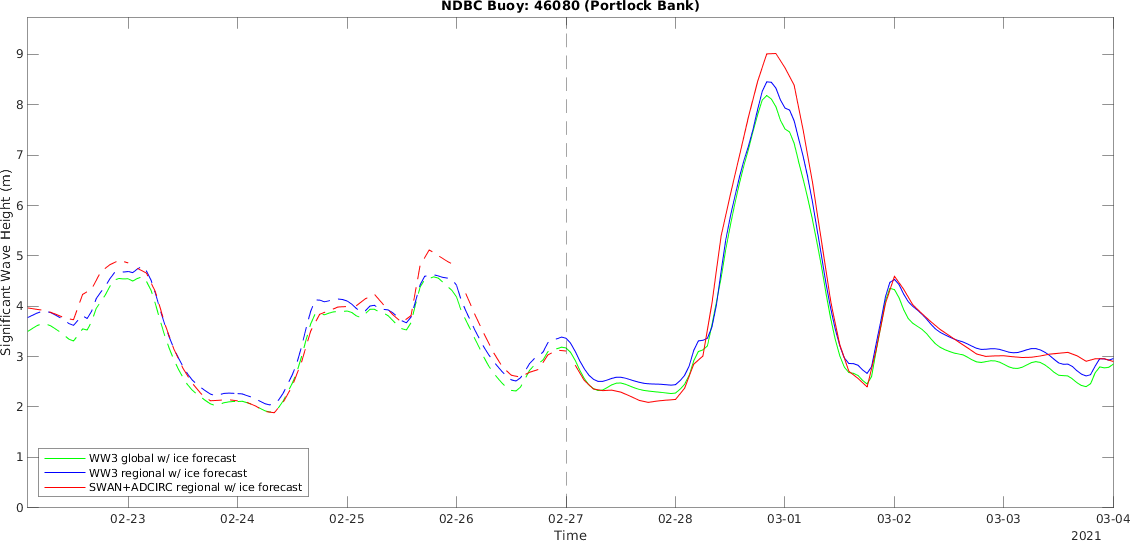 NDBC Buoy: 46080 (Portlock Bank)
Significant Wave Height (m)
9
8
7
6
5
4
3
2
1
0
WW3 global w/ ice forecast
WW3 regional w/ ice forecast
SWAN+ADCIRC regional w/ ice forecast
02-23 02-24 02-25 02-26 02-27 02-28 03-01 03-02 03-03 03-04
Time
2021